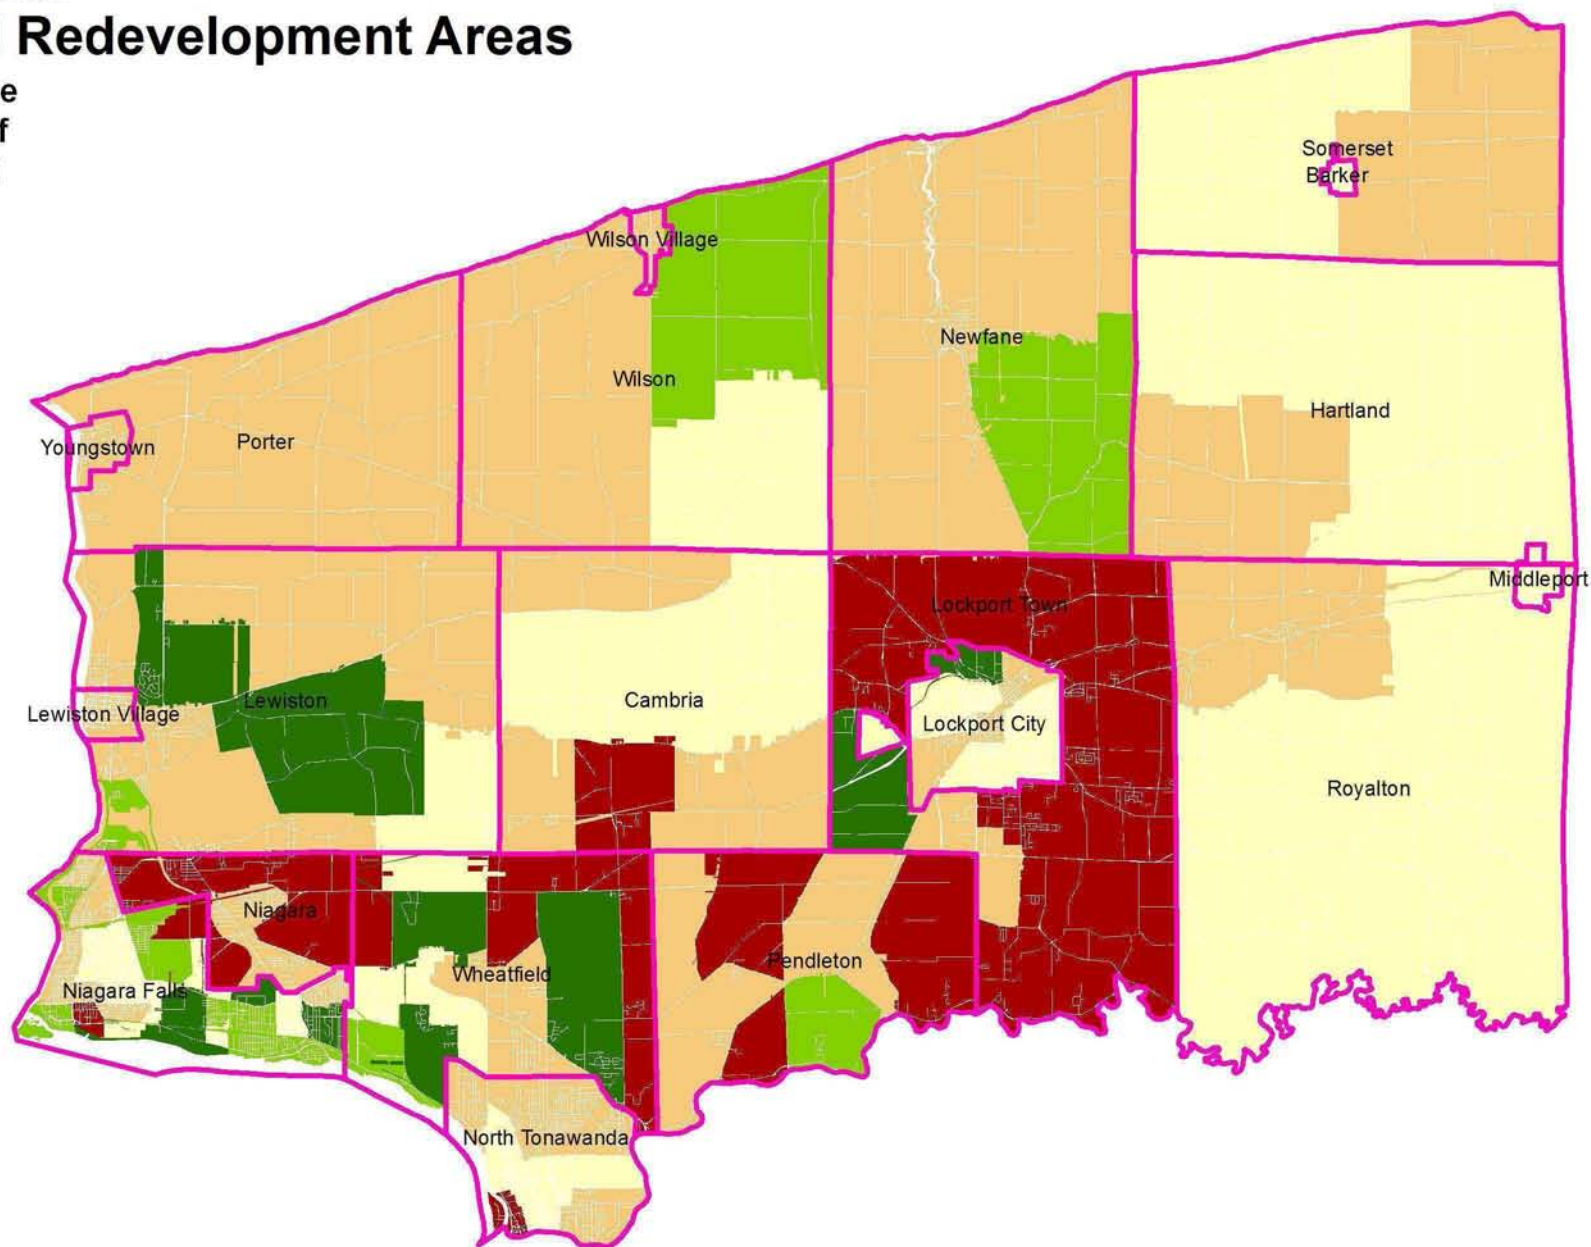 Redevelopment Areas
e
f
Somerset
Barker
Wilson Village
Newfane
Wilson
Hartland
Youngstown
Porter
Middleport
Lockport Town
Lewiston
Cambria
Lewiston Village
Lockport City
Royalton
Niagara
Pendleton
Wheatfield
Niagara Falls
North Tonawanda